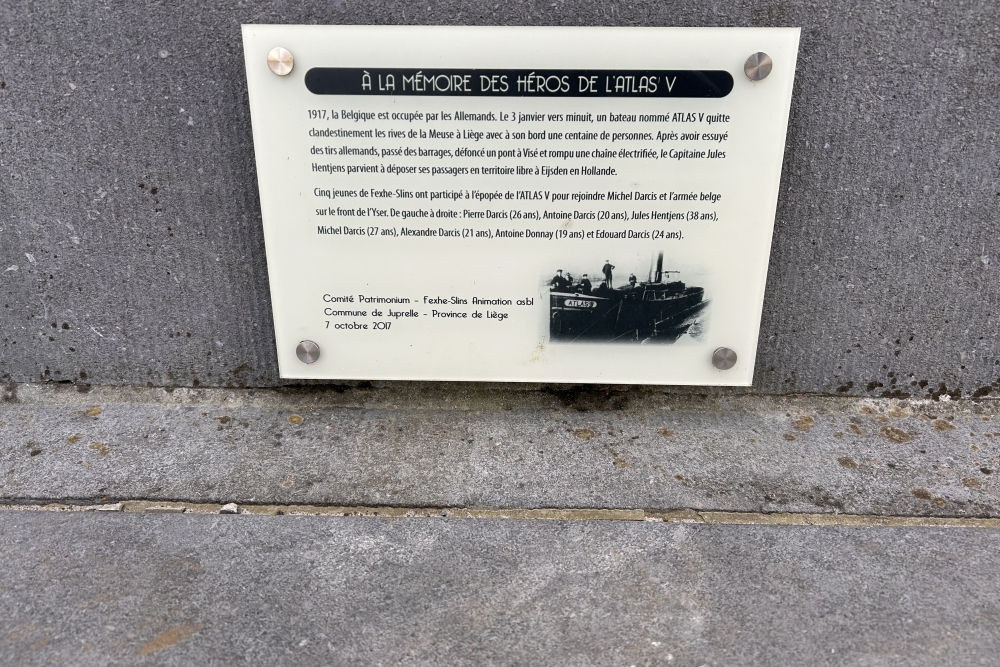 À LA MÉMOIRE DES HÉROS DE L'ATLAS V
1917, la Belgique est occupée par les Allemands. Le 3 janvier vers minuit, un bateau nommé ATLAS V quitte
clandestinement les rives de la Meuse à Liège avec à son bord une centaine de personnes. Après avoir essuyé
des tirs allemands, passé des barrages, défoncé un pont à Visé et rompu une chaîne électrifiée, le Capitaine Jules
Hentjens parvient à déposer ses passagers en territoire libre à Eijsden en Hollande.
Cinq jeunes de Fexhe-Slins ont participé à l'épopée de l'ATLAS V pour rejoindre Michel Darcis et l'armée belge
sur le front de l'Yser. De gauche à droite : Pierre Darcis (26 ans), Antoine Darcis (20 ans), Jules Hentjens (38 ans),
Michel Darcis (27 ans), Alexandre Darcis (21 ans), Antoine Donnay (19 ans) et Edouard Darcis (24 ans).
Comité Patrimonium - Fexhe-Slins Animation asbl
Commune de Juprelle - Province de Liège
7 octobre 2017
ATLAS V